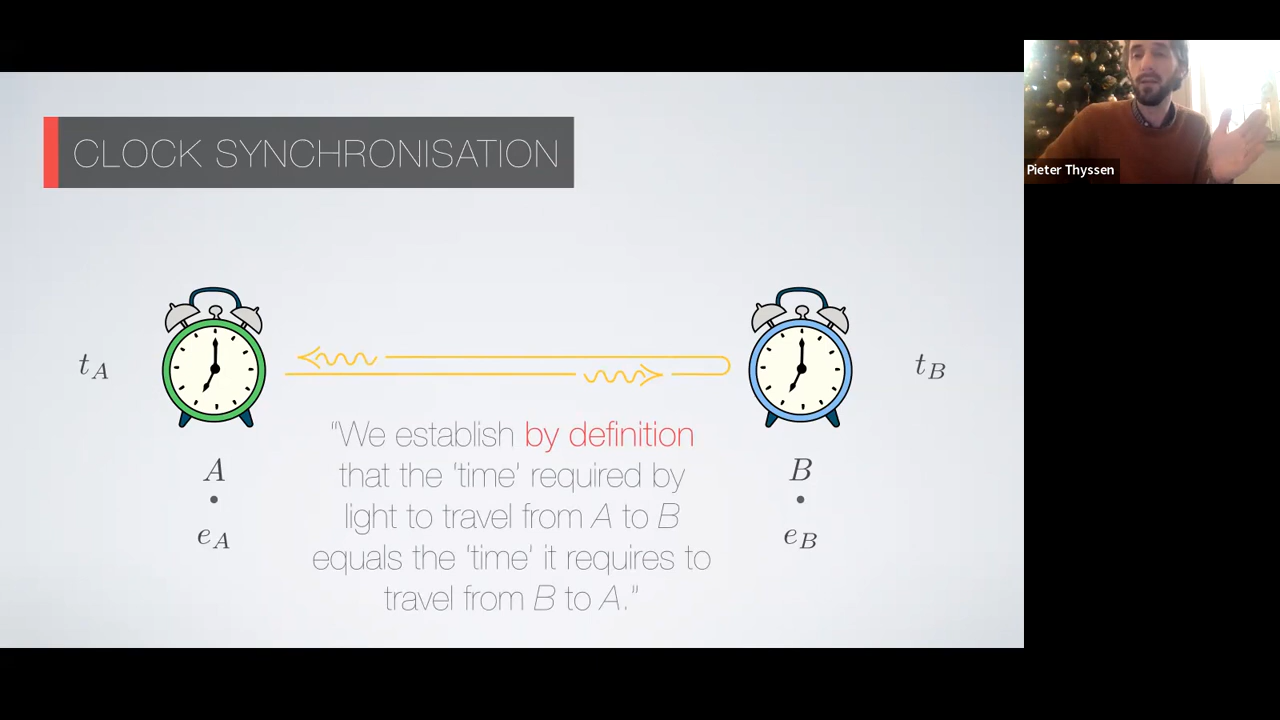 CLOCK SYNCHRONISATION
Pieter Thyssen
t_A
t_B
"We establish by definition
that the 'time' required by
light to travel from A to B
equals the 'time' it requires to
travel from B to A."
A
e_A
B
e_B